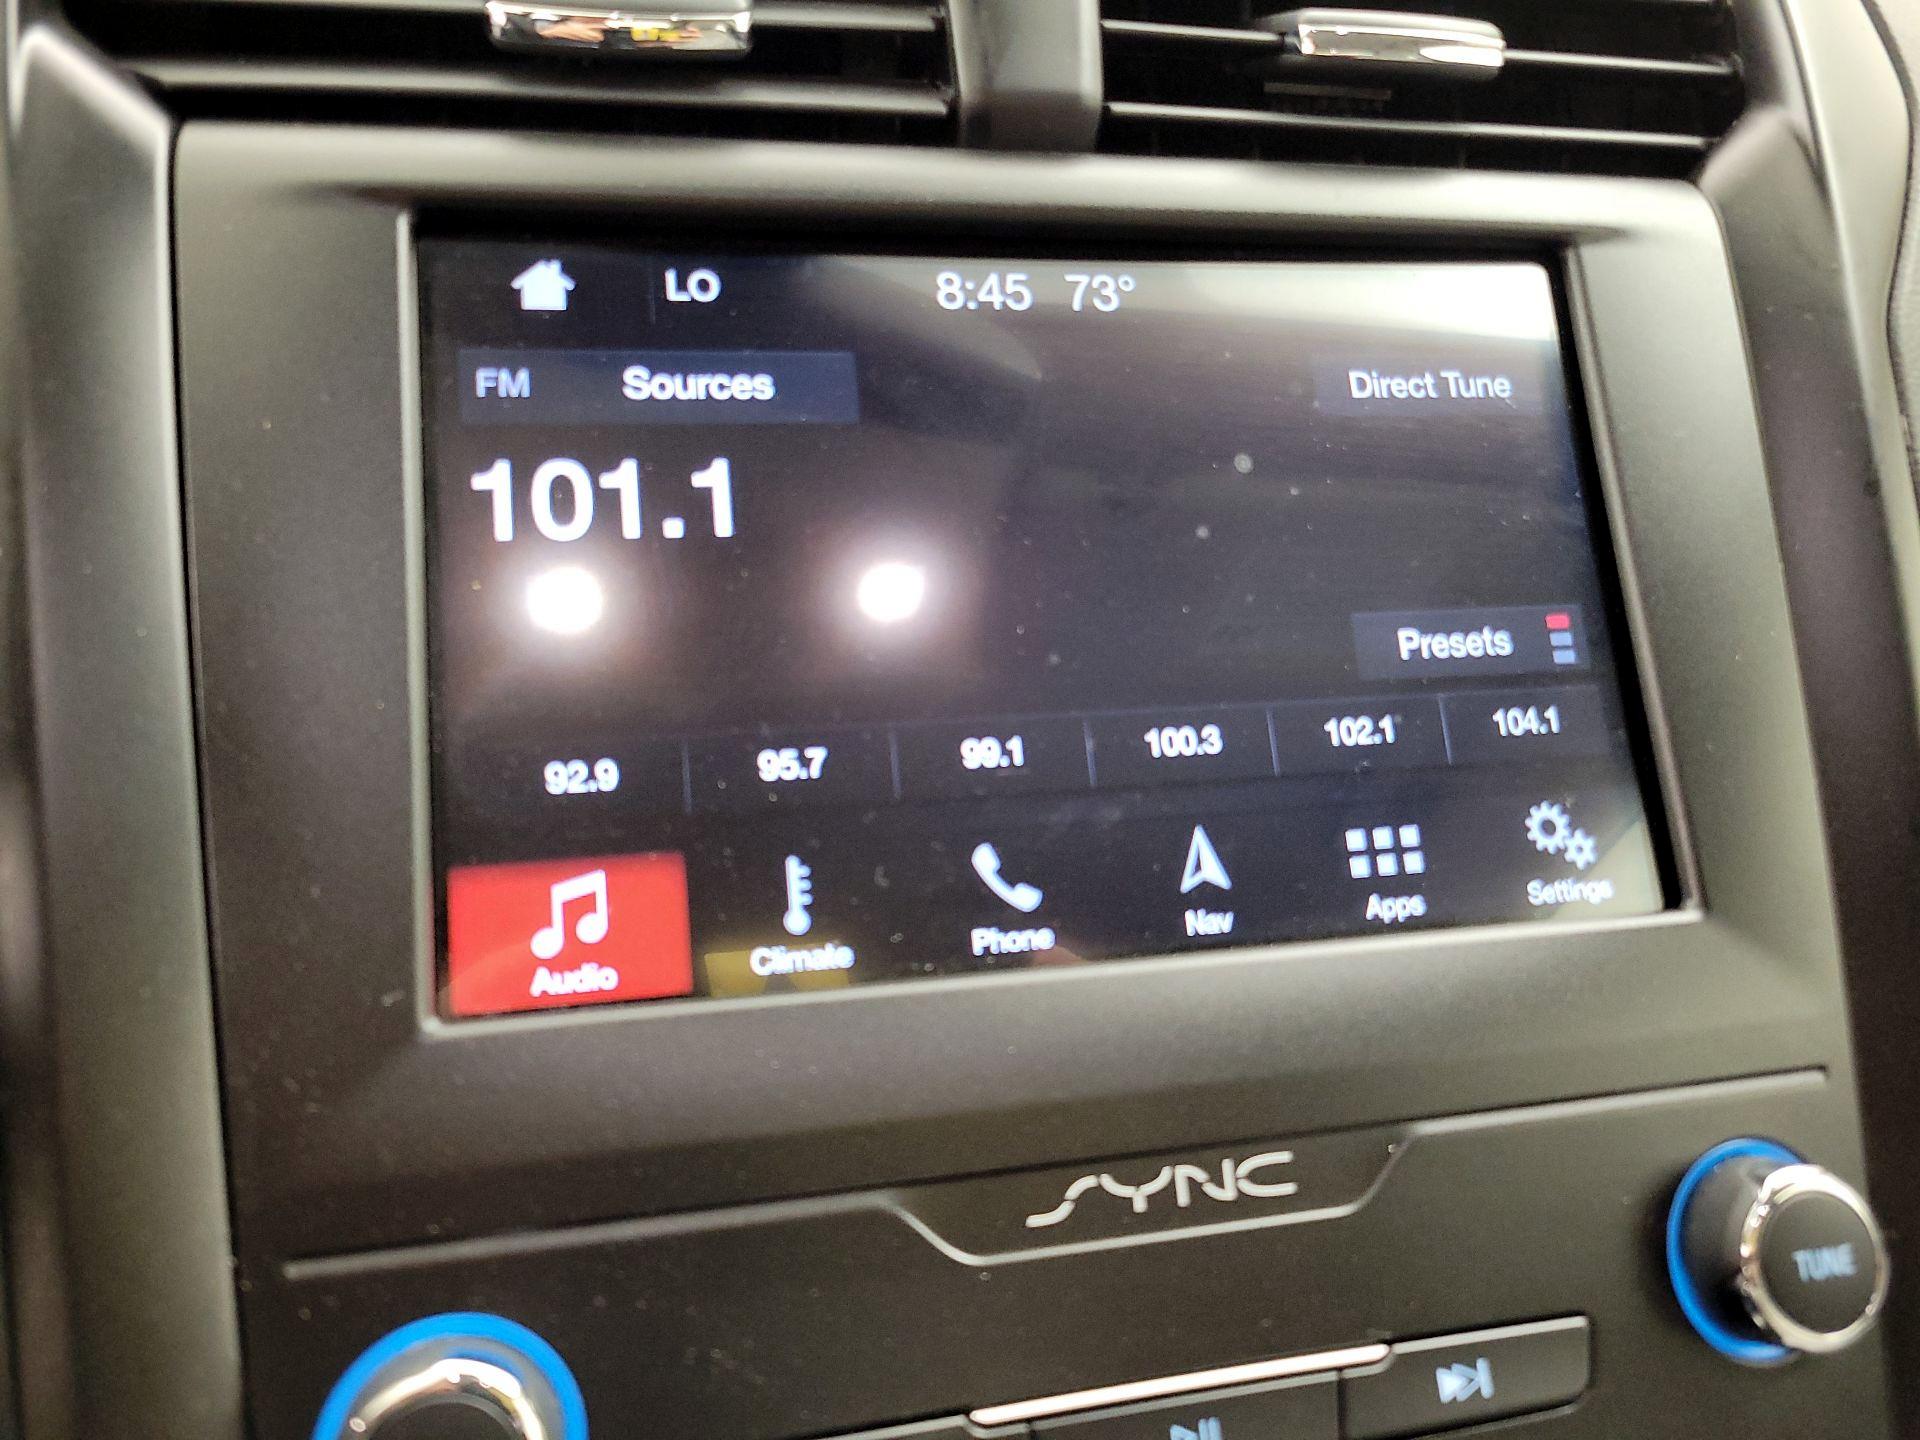 LO 8:45 73°
FM Sources Direct Tune
101.1
Presets
92.9 95.7 99.1 100.3 102.1 104.1
Audio Climate Phone Nav Apps Settings
SYNC
TUNE